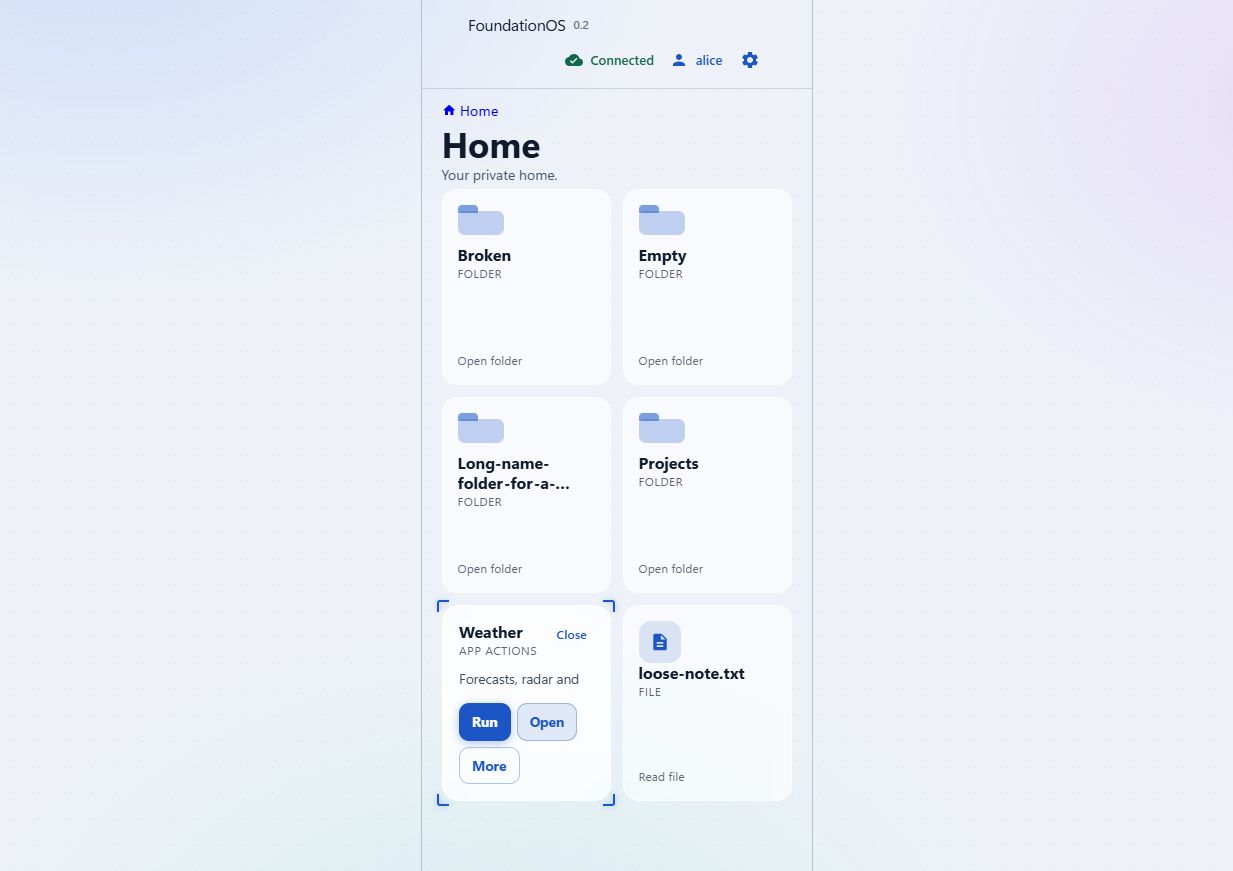 FoundationOS 0.2
Connected alice
Home
Home
Your private home.
Broken
FOLDER
Open folder
Empty
FOLDER
Open folder
Long-name-
folder-for-a-…
FOLDER
Open folder
Projects
FOLDER
Open folder
Weather
Close
APP ACTIONS
Forecasts, radar and
Run Open
More
loose-note.txt
FILE
Read file